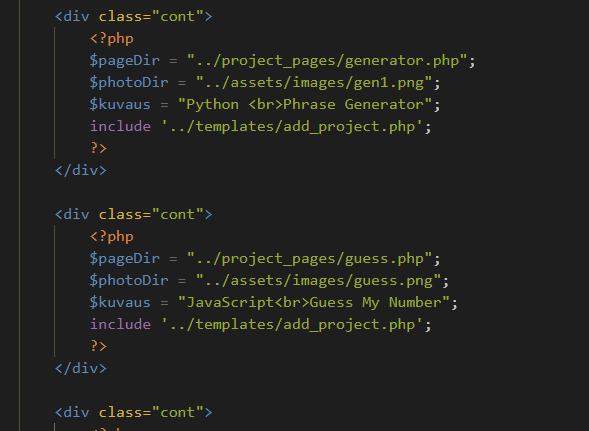 <div class="cont">
<?php
$pageDir = "../project_pages/generator.php";
$photoDir = "../assets/images/gen1.png";
$kuvaus = "Python <br>Phrase Generator";
include '../templates/add_project.php';
?>
</div>
<div class="cont">
<?php
$pageDir = "../project_pages/guess.php";
$photoDir = "../assets/images/guess.png";
$kuvaus = "JavaScript<br>Guess My Number";
include '../templates/add_project.php';
?>
</div>
<div class="cont">